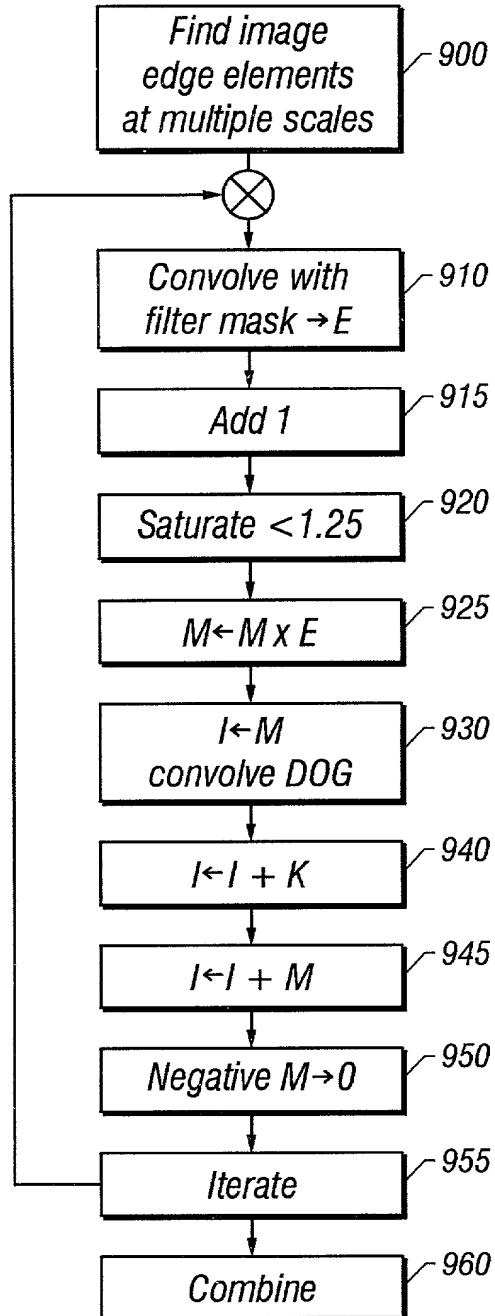 Find image
edge elements
at multiple scales
900
Convolve with
filter mask → E
910
Add 1
915
Saturate < 1.25
920
M ← M x E
925
I ← M
convolve DOG
930
I ← I + K
940
I ← I + M
945
Negative M → 0
950
Iterate
955
Combine
960